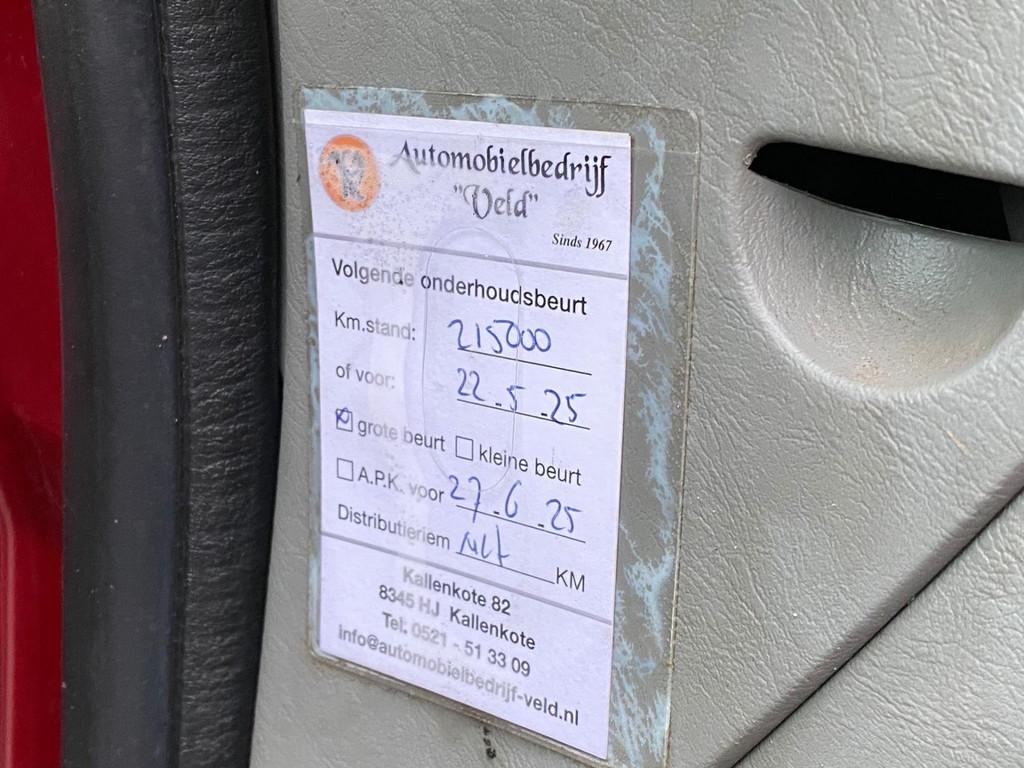 Automobielbedrijf
"Veld"
Sinds 1967
Volgende onderhoudsbeurt
Km.stand: 215000
of voor: 22-5-25
grote beurt kleine beurt
A.P.K. voor 27-6-25
Distributieriem KM
Kallenkote 82
8345 HJ Kallenkote
Tel: 0521 - 51 33 09
info@automobielbedrijf-veld.nl